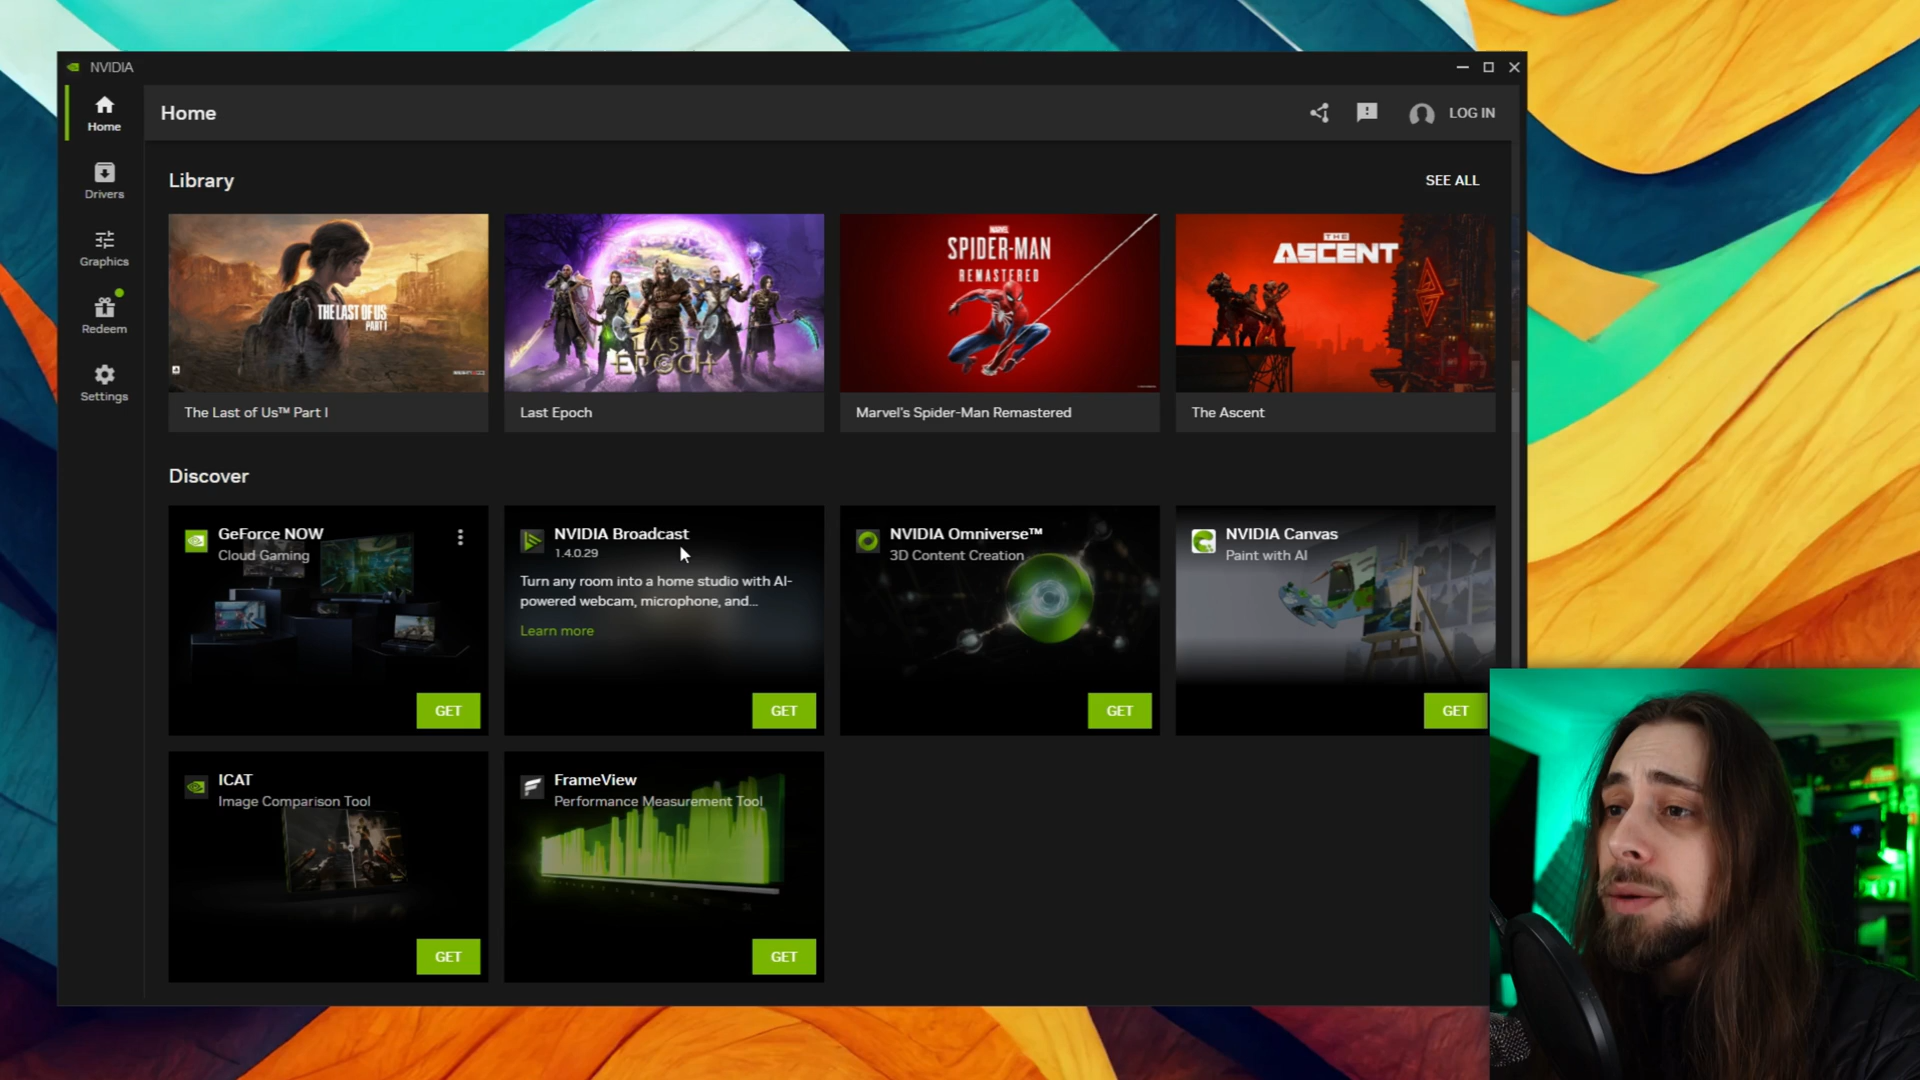 NVIDIA
Home
Drivers
Graphics
Redeem
Settings
Home
LOG IN
Library
SEE ALL
THE LAST OF US
PART I
LAST
EPOCH
MARVEL
SPIDER-MAN
REMASTERED
THE
ASCENT
The Last of Us™ Part I
Last Epoch
Marvel's Spider-Man Remastered
The Ascent
Discover
GeForce NOW
Cloud Gaming
GET
NVIDIA Broadcast
1.4.0.29
Turn any room into a home studio with AI-
powered webcam, microphone, and...
Learn more
GET
NVIDIA Omniverse™
3D Content Creation
GET
NVIDIA Canvas
Paint with AI
GET
ICAT
Image Comparison Tool
GET
FrameView
Performance Measurement Tool
GET